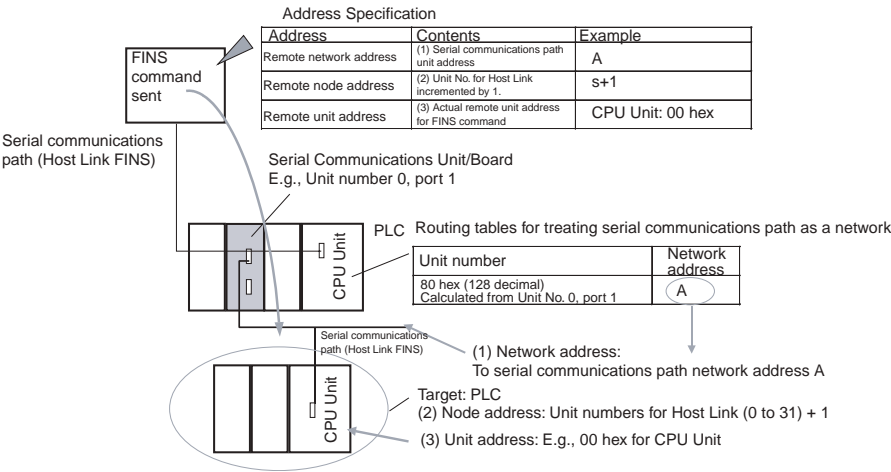 Address Specification
Address Contents Example
Remote network address (1) Serial communications path unit address A
Remote node address (2) Unit No. for Host Link incremented by 1. s+1
Remote unit address (3) Actual remote unit address for FINS command CPU Unit: 00 hex
FINS
command
sent
Serial communications
path (Host Link FINS)
Serial Communications Unit/Board
E.g., Unit number 0, port 1
CPU Unit
PLC
Routing tables for treating serial communications path as a network
Unit number Network address
80 hex (128 decimal)
Calculated from Unit No. 0, port 1
A
Serial communications
path (Host Link FINS)
(1) Network address:
To serial communications path network address A
CPU Unit
Target: PLC
(2) Node address: Unit numbers for Host Link (0 to 31) + 1
(3) Unit address: E.g., 00 hex for CPU Unit